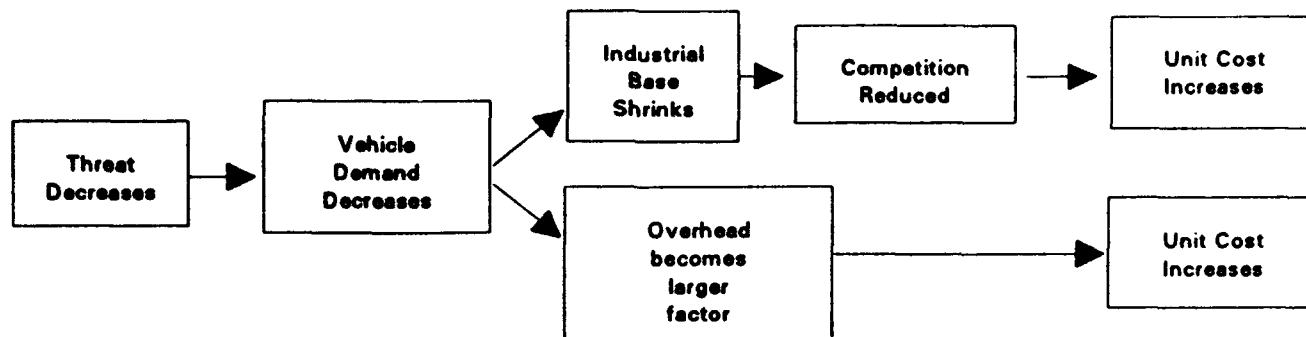 Threat
Decreases
Vehicle
Demand
Decreases
Industrial
Base
Shrinks
Competition
Reduced
Unit Cost
Increases
Overhead
becomes
larger
factor
Unit Cost
Increases